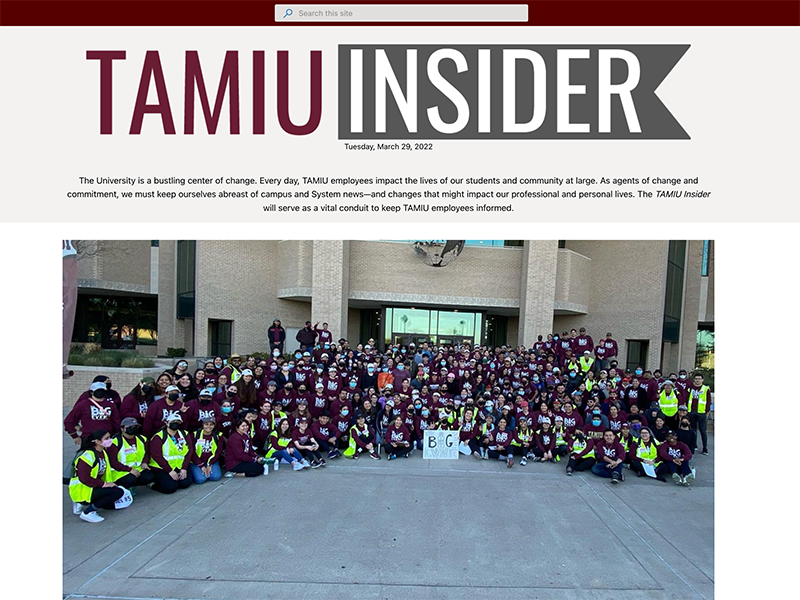 Search this site
TAMIU INSIDER
Tuesday, March 29, 2022
The University is a bustling center of change. Every day, TAMIU employees impact the lives of our students and community at large. As agents of change and
commitment, we must keep ourselves abreast of campus and System news—and changes that might impact our professional and personal lives. The TAMIU Insider
will serve as a vital conduit to keep TAMIU employees informed.
BIG